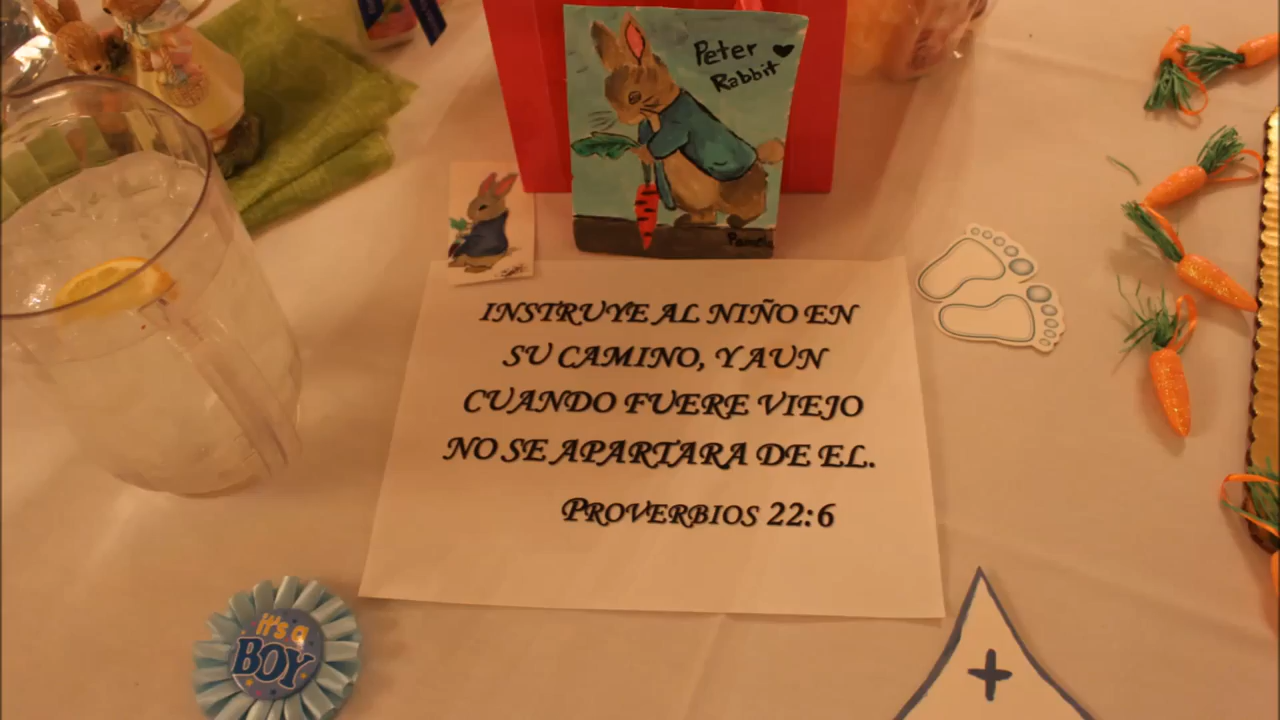 Peter
Rabbit
Pamela
INSTRUYE AL NIÑO EN
SU CAMINO, Y AUN
CUANDO FUERE VIEJO
NO SE APARTARA DE EL.
PROVERBIOS 22:6
it's a
BOY